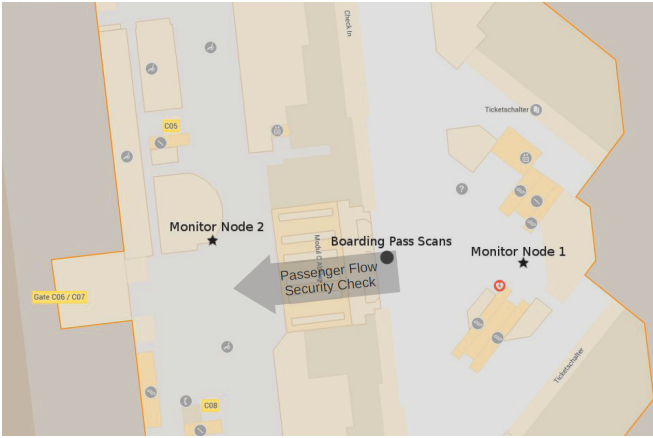 Check In
Ticketschalter
C05
?
Monitor Node 2
Boarding Pass Scans
Monitor Node 1
Passenger Flow
Security Check
Gate C06 / C07
Ticketschalter
C08